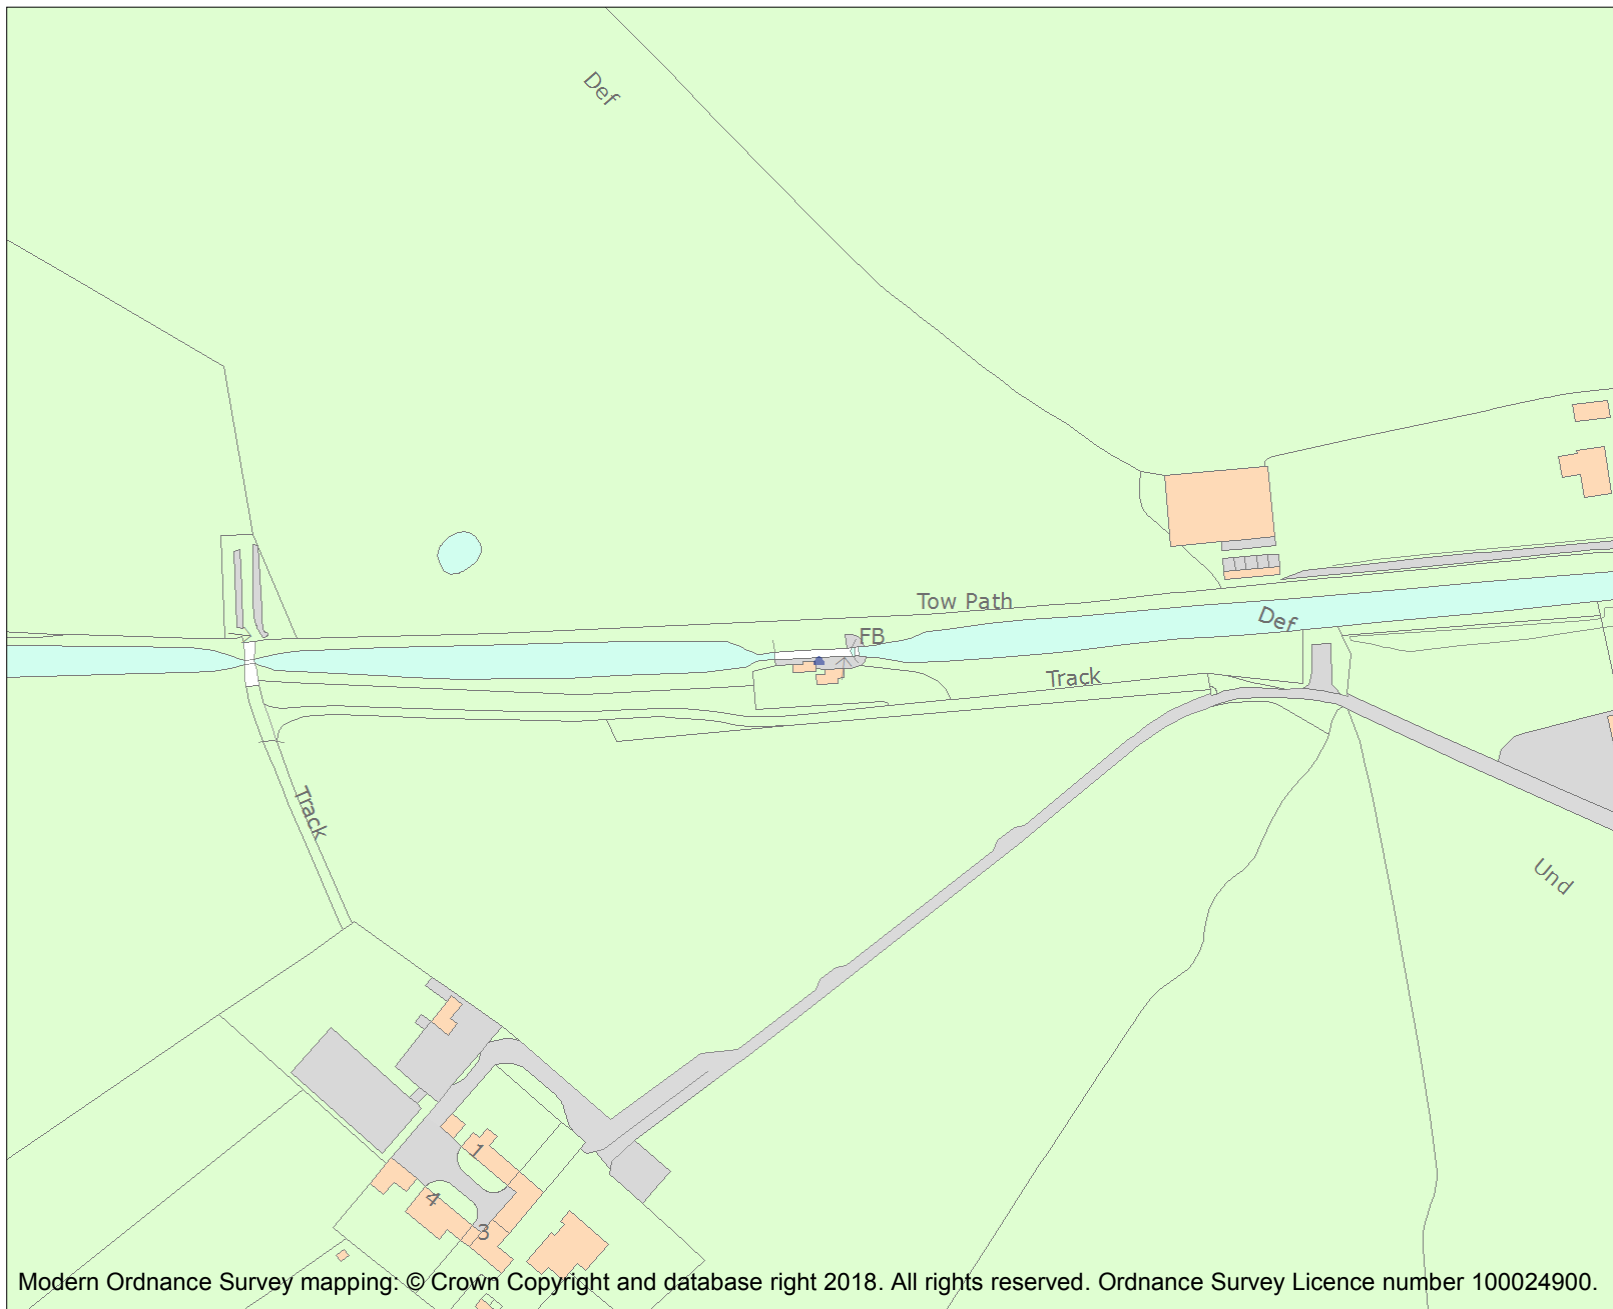 Def
Tow Path
Def
FB
Track
Track
Und
1
4
3
Modern Ordnance Survey mapping: © Crown Copyright and database right 2018. All rights reserved. Ordnance Survey Licence number 100024900.